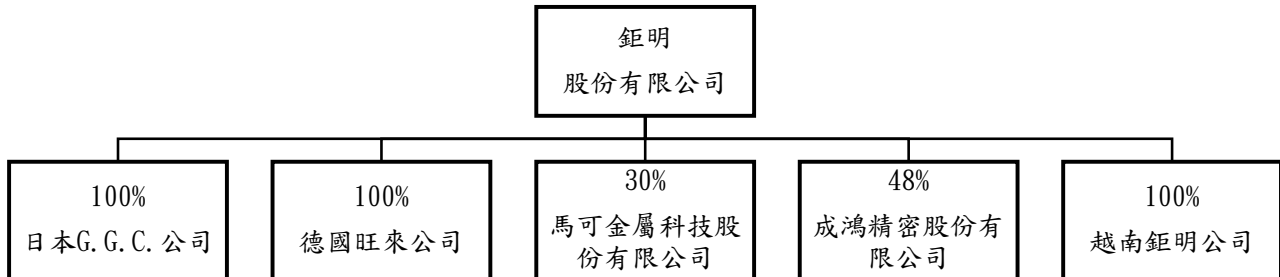 鉅明
股份有限公司
100%
日本G.G.C.公司
100%
德國旺來公司
30%
馬可金屬科技股
份有限公司
48%
成鴻精密股份有
限公司
100%
越南鉅明公司